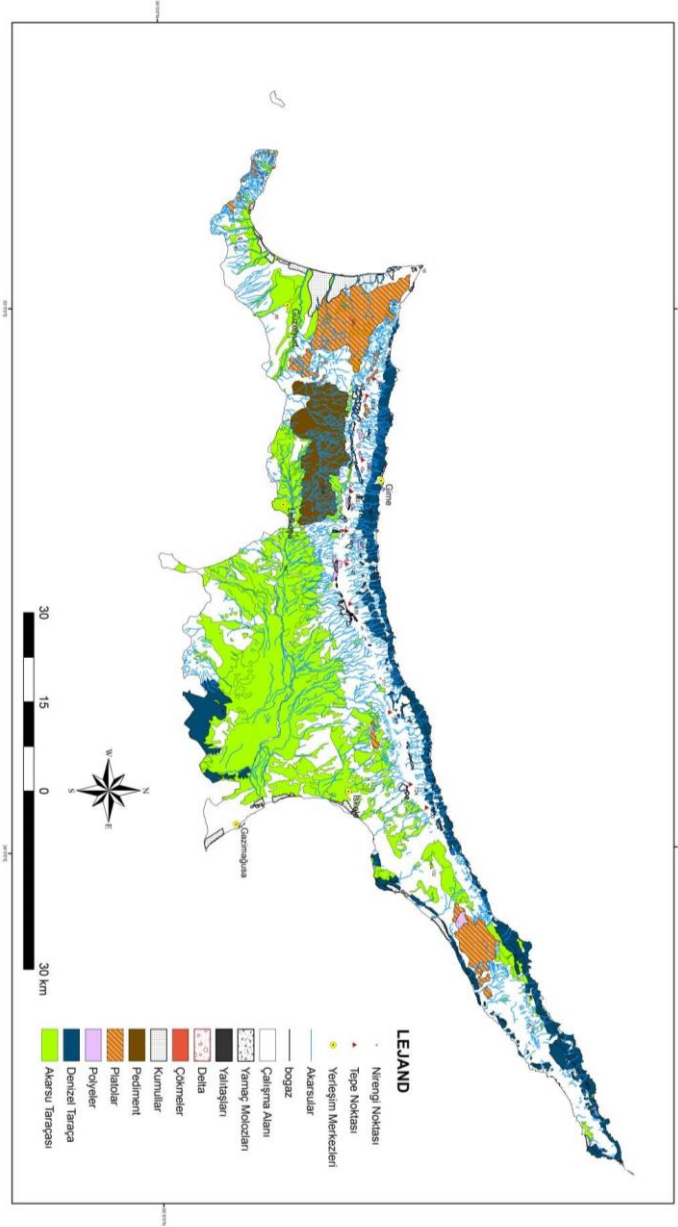 Girne
Gazimağusa
N
W
E
S
30
15
0
30 km
LEJAND
Nirengi Noktası
Tepe Noktası
Yerleşim Merkezleri
Akarsular
bogaz
Çalışma Alanı
Yamaç Molozları
Yalıtaşları
Delta
Çökmeler
Kumullar
Pediment
Platolar
Polyeler
Denizel Taraça
Akarsu Taraçası